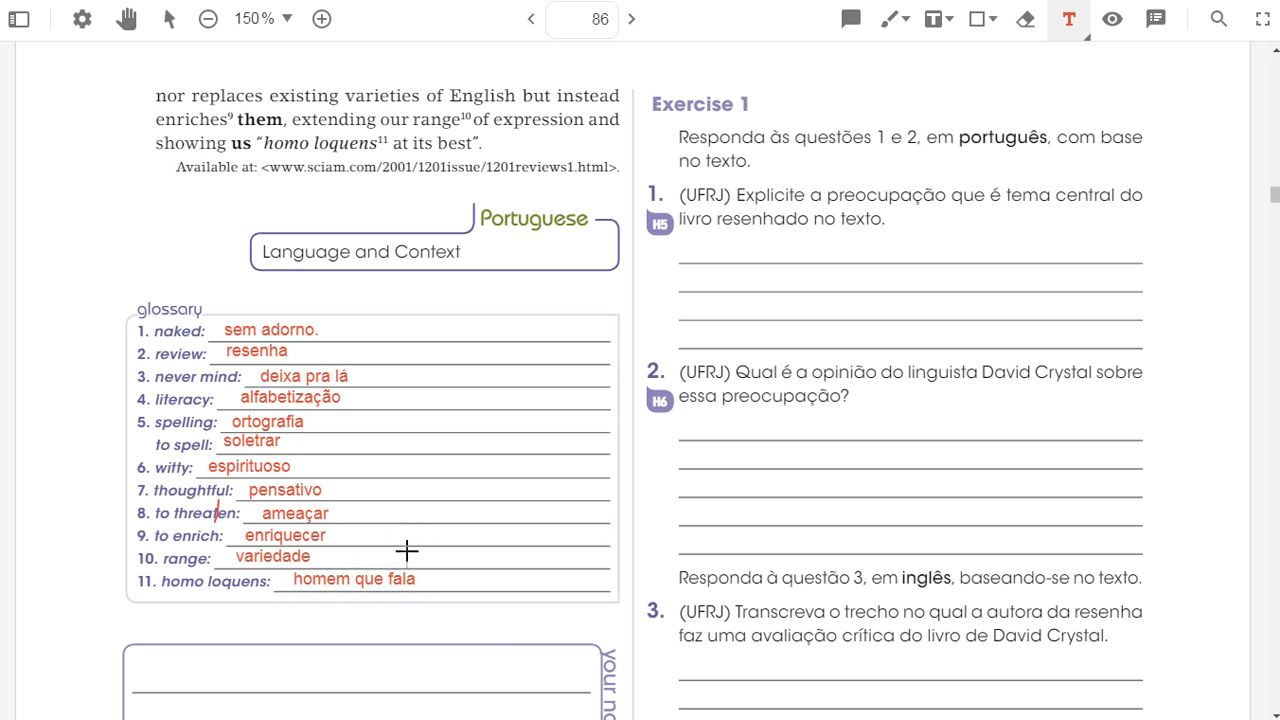 150%
86
nor replaces existing varieties of English but instead
enriches⁹ them, extending our range¹⁰ of expression and
showing us “homo loquens¹¹ at its best”.
Available at: <www.sciam.com/2001/1201issue/1201reviews1.html>.
Portuguese
Language and Context
glossary
1. naked: sem adorno.
2. review: resenha
3. never mind: deixa pra lá
4. literacy: alfabetização
5. spelling: ortografia
to spell: soletrar
6. witty: espirituoso
7. thoughtful: pensativo
8. to threaten: ameaçar
9. to enrich: enriquecer
10. range: variedade
11. homo loquens: homem que fala
your no
Exercise 1
Responda às questões 1 e 2, em português, com base
no texto.
1. (UFRJ) Explicite a preocupação que é tema central do
H5 livro resenhado no texto.
2. (UFRJ) Qual é a opinião do linguista David Crystal sobre
H6 essa preocupação?
Responda à questão 3, em inglês, baseando-se no texto.
3. (UFRJ) Transcreva o trecho no qual a autora da resenha
faz uma avaliação crítica do livro de David Crystal.